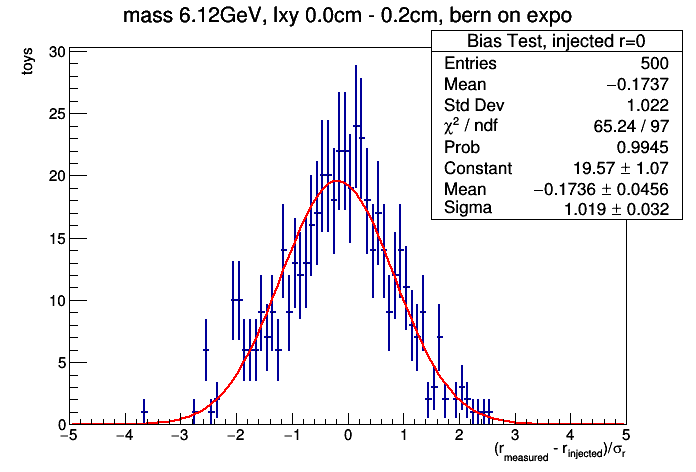 mass 6.12GeV, lxy 0.0cm - 0.2cm, bern on expo
toys
Bias Test, injected r=0
Entries 500
Mean −0.1737
Std Dev 1.022
χ² / ndf 65.24 / 97
Prob 0.9945
Constant 19.57 ± 1.07
Mean −0.1736 ± 0.0456
Sigma 1.019 ± 0.032
30
25
20
15
10
5
0
−5 −4 −3 −2 −1 0 1 2 3 4 5
(r_measured - r_injected)/σ_r